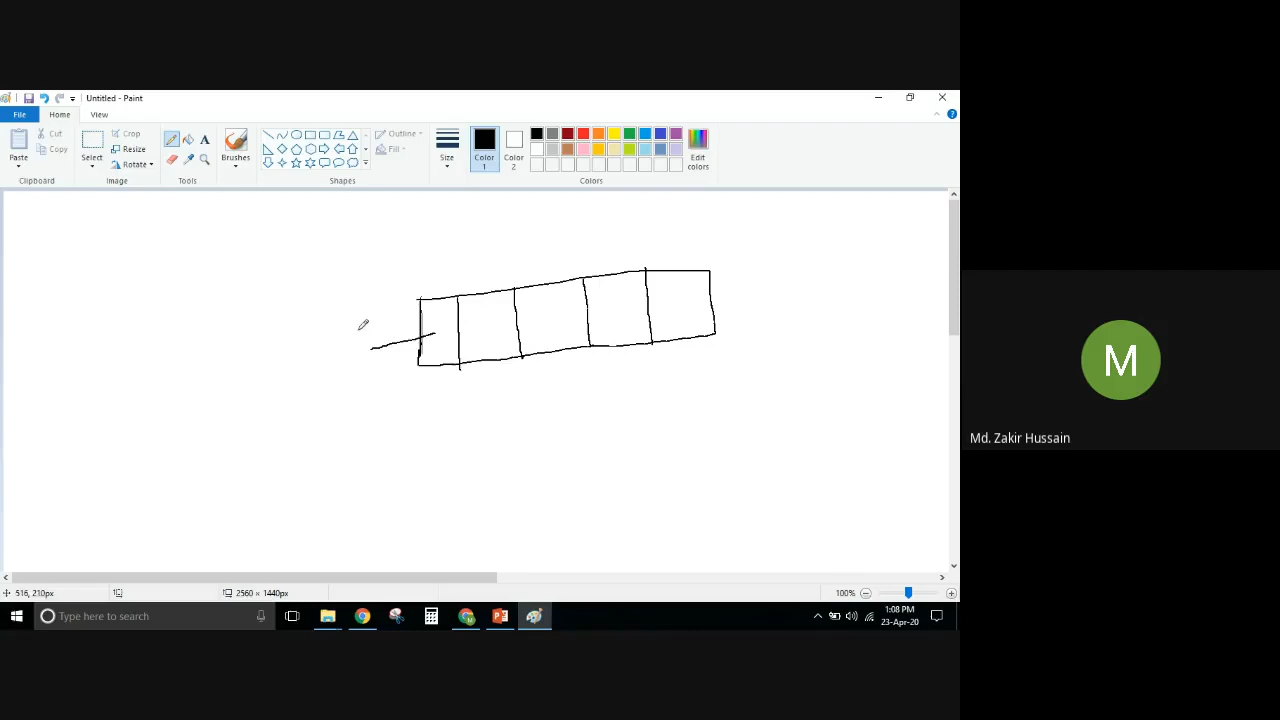 Untitled - Paint
File Home View
Paste
Cut
Copy
Clipboard
Select
Crop
Resize
Rotate
Image
Tools
Brushes
Shapes
Outline
Fill
Size
Color 1
Color 2
Edit colors
Colors
Md. Zakir Hussain
M
516, 210px
2560 × 1440px
100%
Type here to search
1:08 PM
23-Apr-20